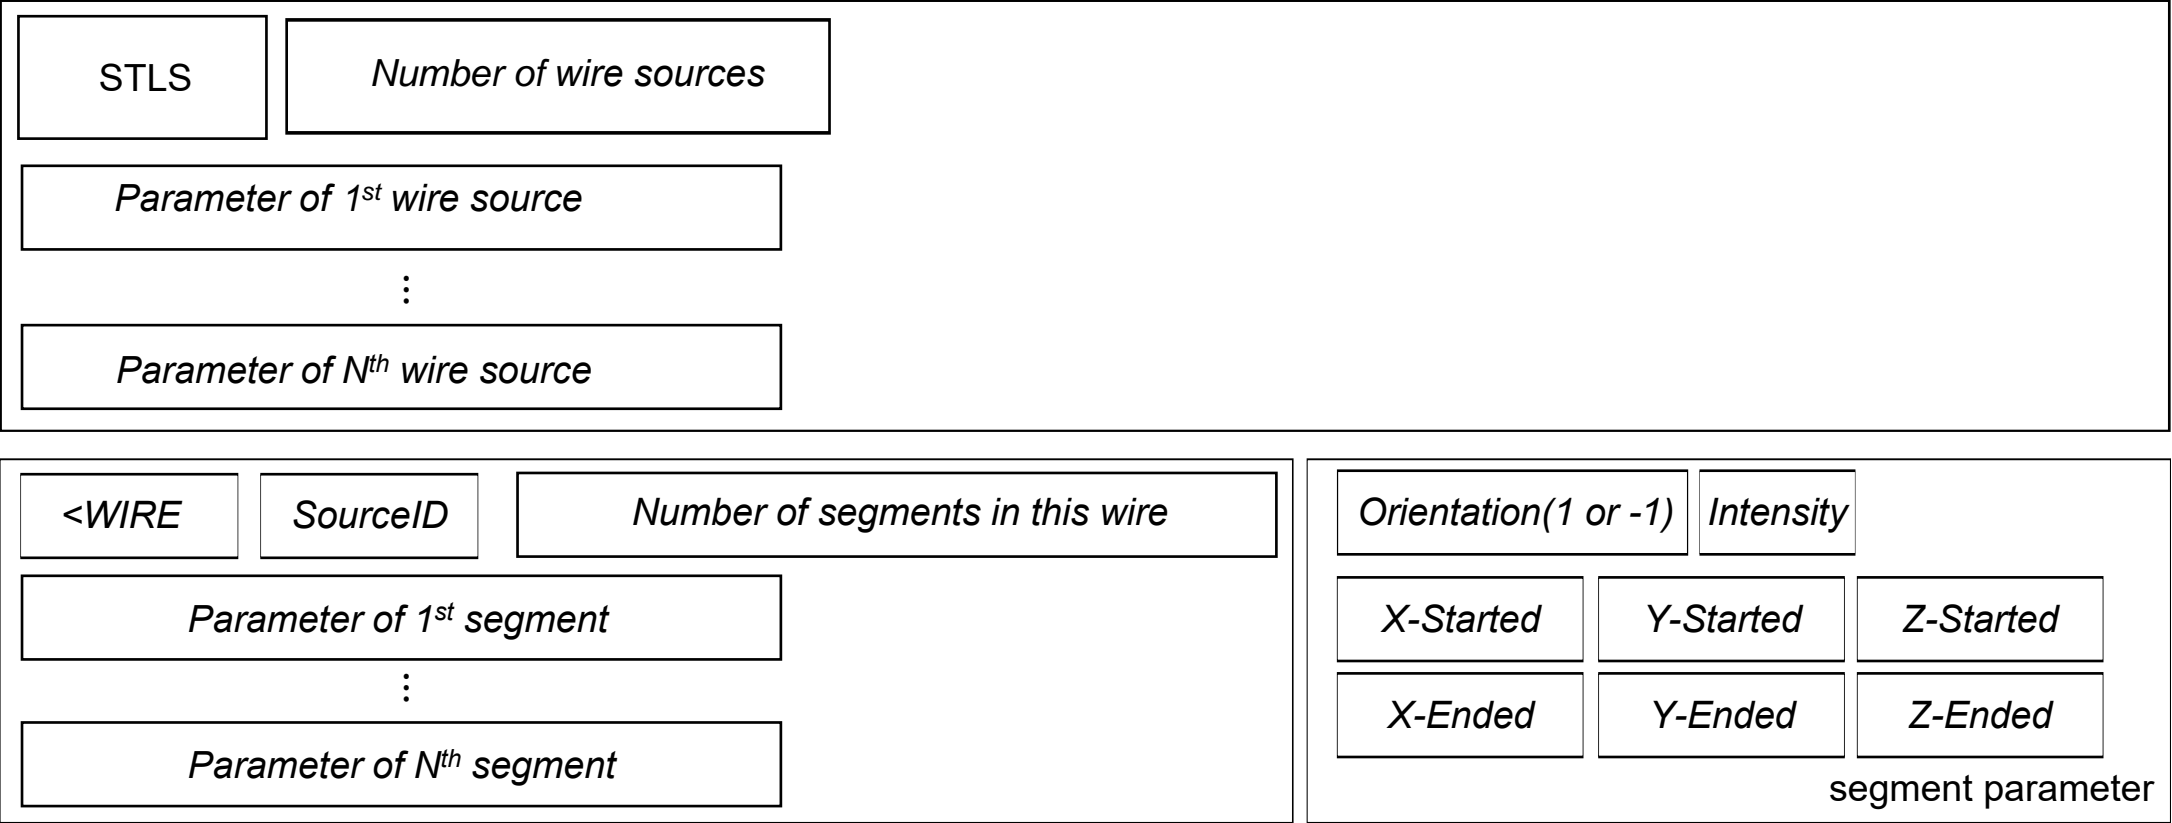 STLS Number of wire sources
Parameter of 1st wire source
⋮
Parameter of Nth wire source
<WIRE SourceID Number of segments in this wire
Parameter of 1st segment
⋮
Parameter of Nth segment
Orientation(1 or -1) Intensity
X-Started Y-Started Z-Started
X-Ended Y-Ended Z-Ended
segment parameter